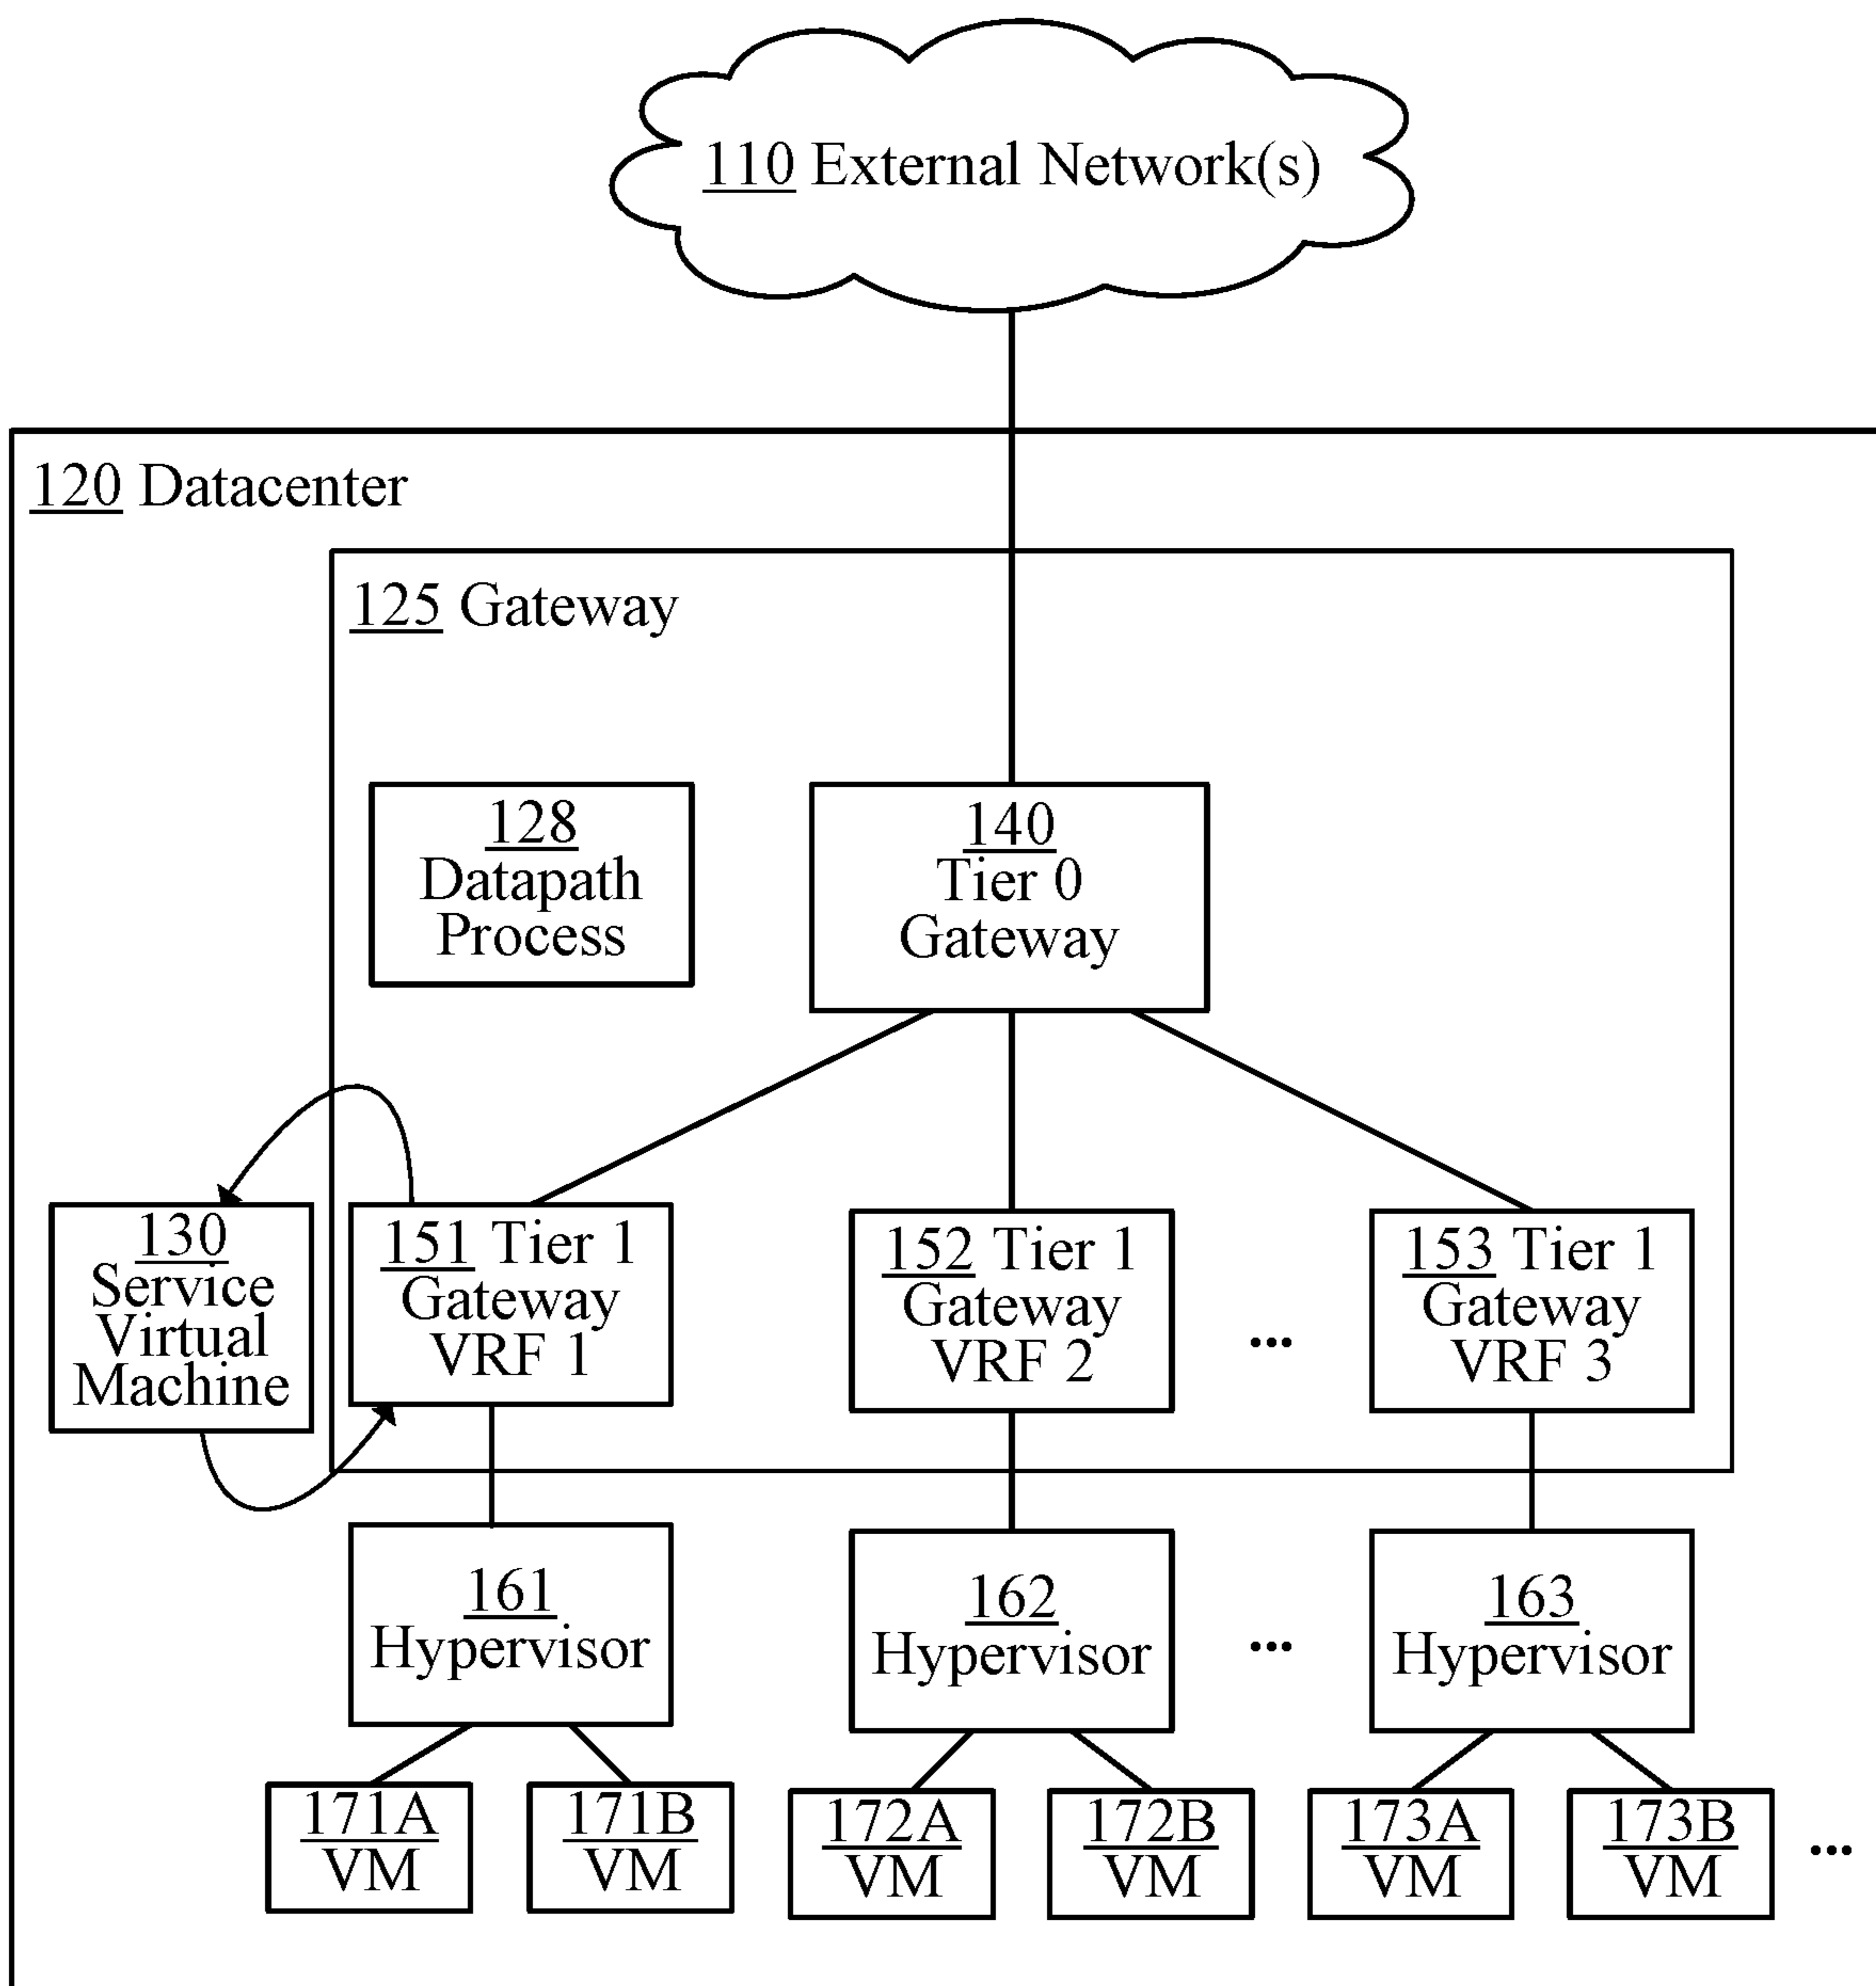 110 External Network(s)
120 Datacenter
125 Gateway
128
Datapath
Process
140
Tier 0
Gateway
130
Service
Virtual
Machine
151 Tier 1
Gateway
VRF 1
152 Tier 1
Gateway
VRF 2
...
153 Tier 1
Gateway
VRF 3
161
Hypervisor
162
Hypervisor
...
163
Hypervisor
171A
VM
171B
VM
172A
VM
172B
VM
173A
VM
173B
VM
...